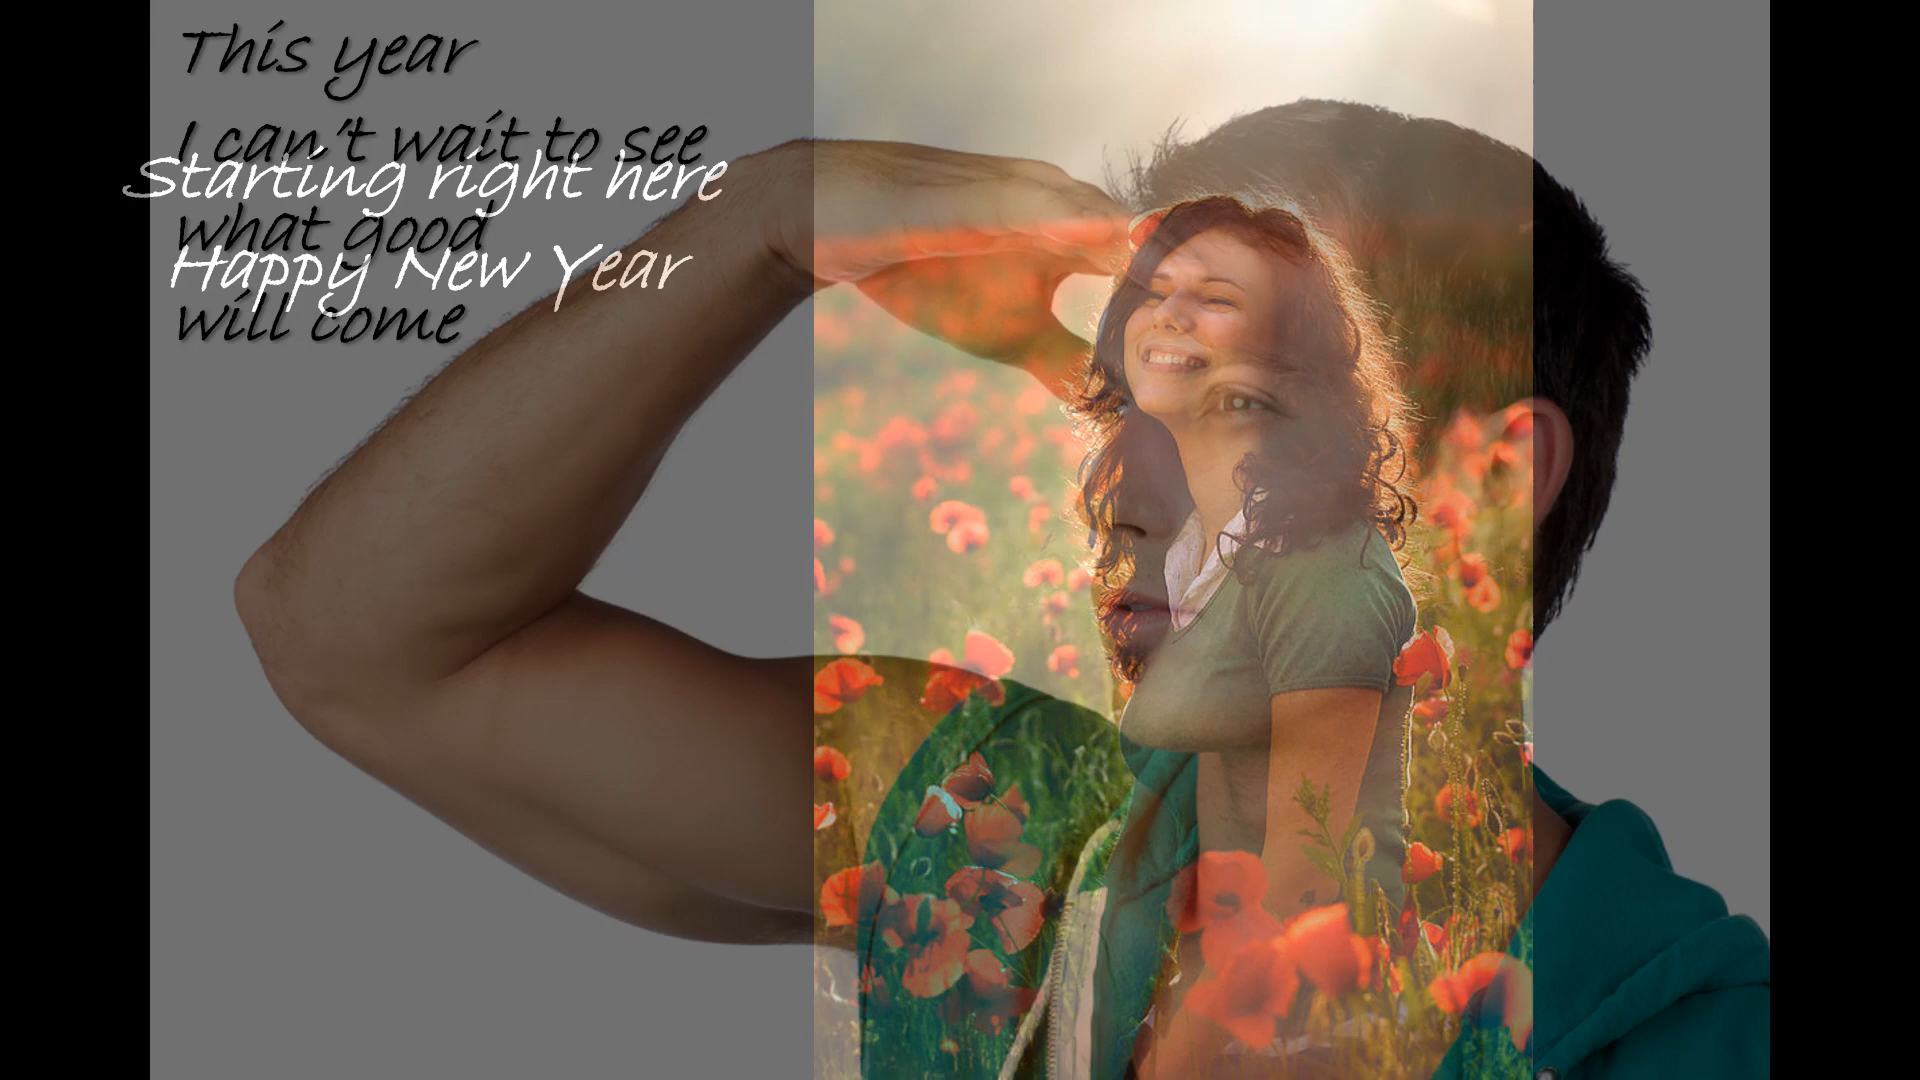 This year
I can't wait to see
Starting right here
what good
Happy New Year
will come